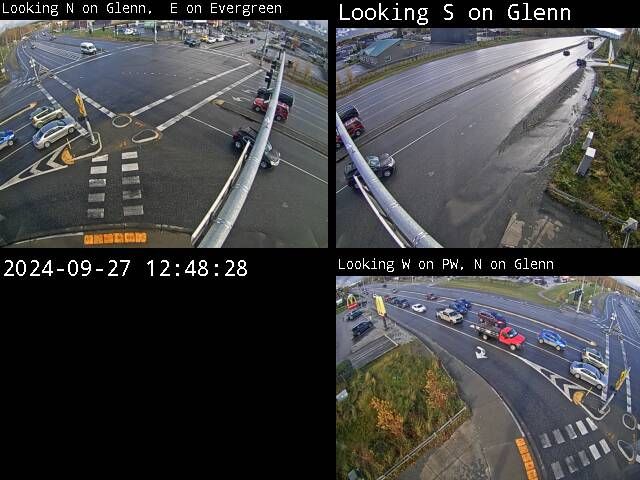 Looking N on Glenn,  E on Evergreen
Looking S on Glenn
2024-09-27 12:48:28
Looking W on PW, N on Glenn